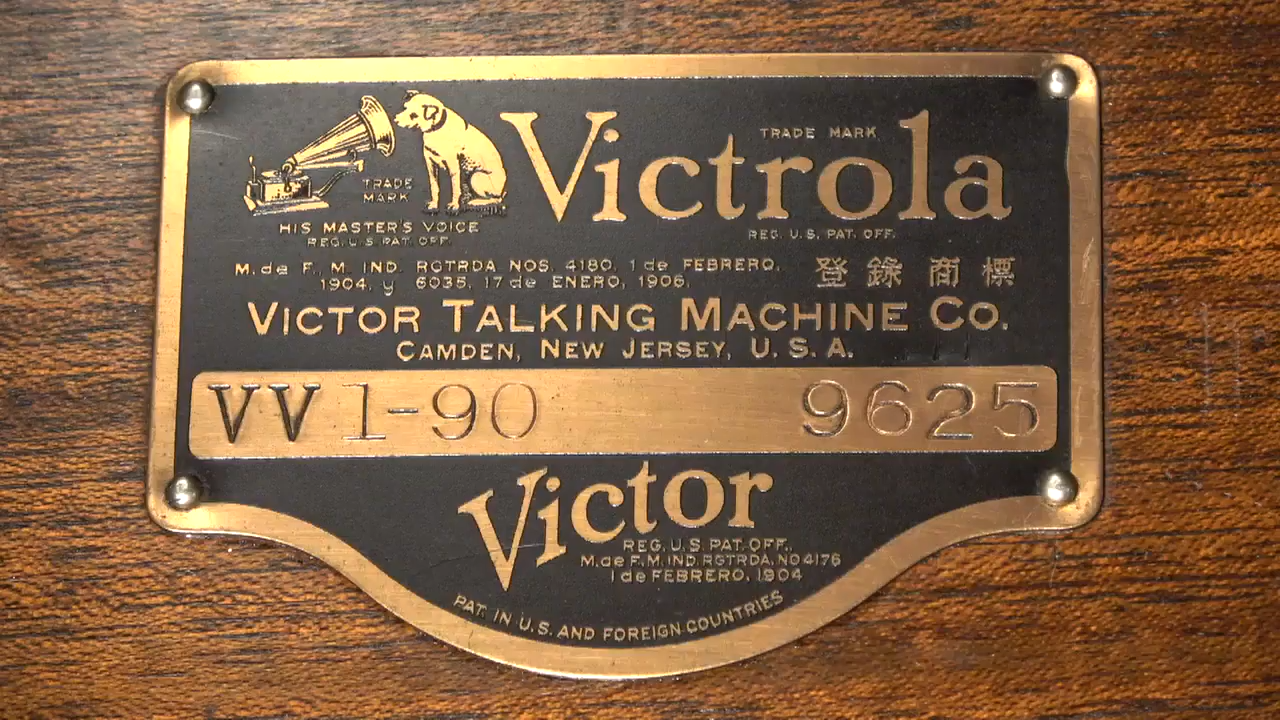 TRADE MARK
Victrola
TRADE
MARK
HIS MASTER'S VOICE
REG. U.S. PAT. OFF.
REG. U.S. PAT. OFF.
M. de F. M. IND. RGTRDA NOS. 4180, 1 de FEBRERO,
1904, y 6035, 17 de ENERO, 1906.
登錄商標
VICTOR TALKING MACHINE CO.
CAMDEN, NEW JERSEY, U. S. A.
VV 1-90 9625
Victor
REG. U.S. PAT. OFF.
M. de F. M. IND. RGTRDA. NO 4176
1 de FEBRERO, 1904
PAT. IN U.S. AND FOREIGN COUNTRIES